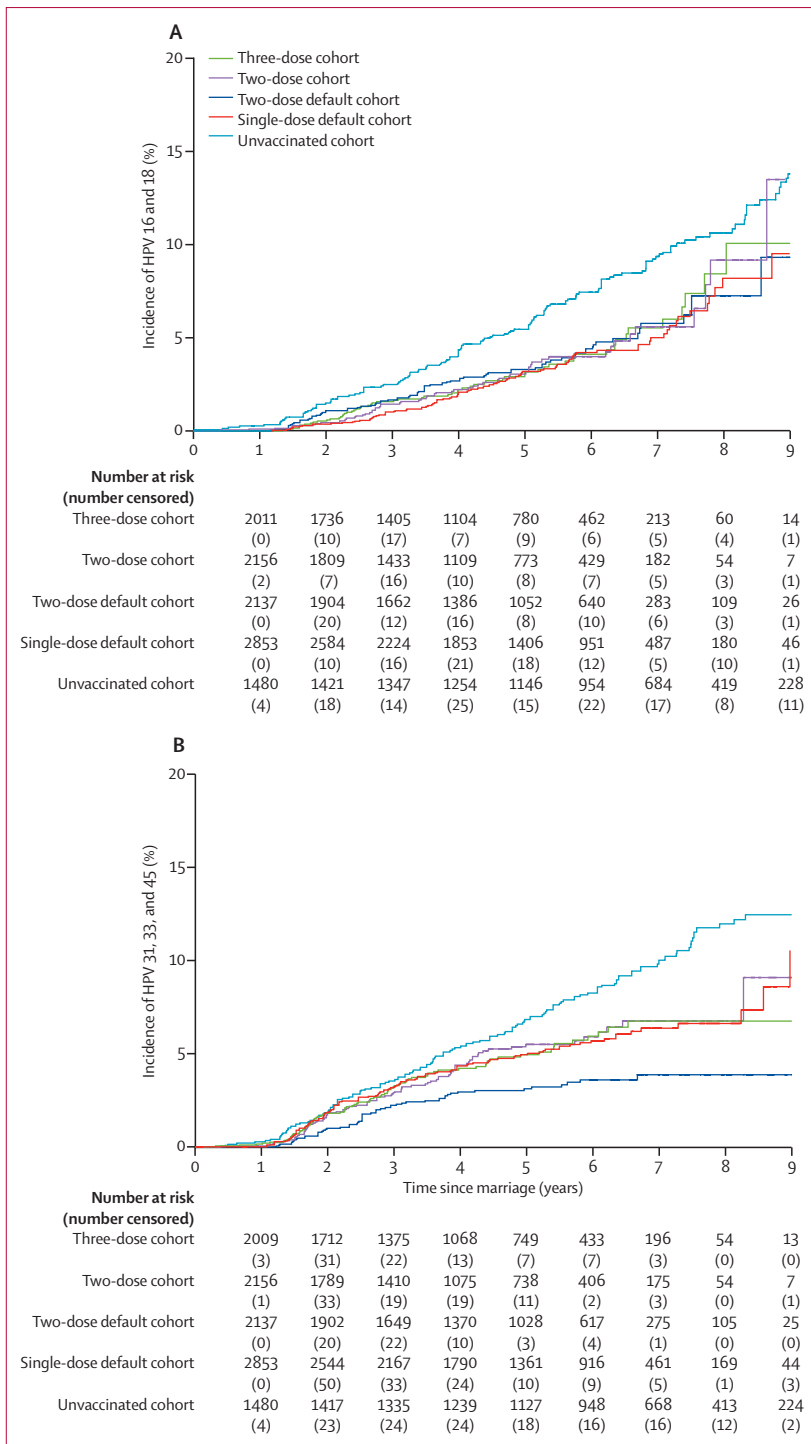 A
20
15
10
5
0
Incidence of HPV 16 and 18 (%)
Three-dose cohort
Two-dose cohort
Two-dose default cohort
Single-dose default cohort
Unvaccinated cohort
0 1 2 3 4 5 6 7 8 9
Number at risk
(number censored)
Three-dose cohort 2011 1736 1405 1104 780 462 213 60 14
(0) (10) (17) (7) (9) (6) (5) (4) (1)
Two-dose cohort 2156 1809 1433 1109 773 429 182 54 7
(2) (7) (16) (10) (8) (7) (5) (3) (1)
Two-dose default cohort 2137 1904 1662 1386 1052 640 283 109 26
(0) (20) (12) (16) (8) (10) (6) (3) (1)
Single-dose default cohort 2853 2584 2224 1853 1406 951 487 180 46
(0) (10) (16) (21) (18) (12) (5) (10) (1)
Unvaccinated cohort 1480 1421 1347 1254 1146 954 684 419 228
(4) (18) (14) (25) (15) (22) (17) (8) (11)
B
20
15
10
5
0
Incidence of HPV 31, 33, and 45 (%)
0 1 2 3 4 5 6 7 8 9
Time since marriage (years)
Number at risk
(number censored)
Three-dose cohort 2009 1712 1375 1068 749 433 196 54 13
(3) (31) (22) (13) (7) (7) (3) (0) (0)
Two-dose cohort 2156 1789 1410 1075 738 406 175 54 7
(1) (33) (19) (19) (11) (2) (3) (0) (1)
Two-dose default cohort 2137 1902 1649 1370 1028 617 275 105 25
(0) (20) (22) (10) (3) (4) (1) (0) (0)
Single-dose default cohort 2853 2544 2167 1790 1361 916 461 169 44
(0) (50) (33) (24) (10) (9) (5) (1) (3)
Unvaccinated cohort 1480 1417 1335 1239 1127 948 668 413 224
(4) (23) (24) (24) (18) (16) (16) (12) (2)